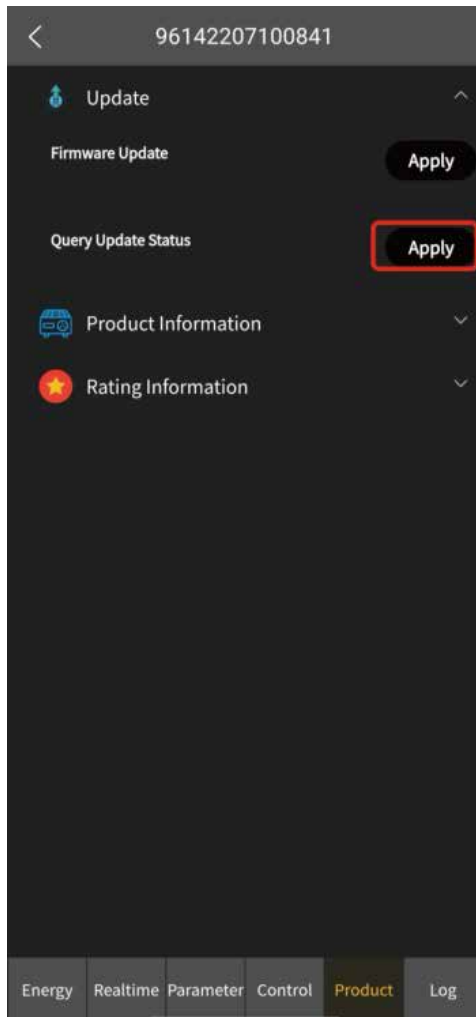 96142207100841
Update
Firmware Update
Apply
Query Update Status
Apply
Product Information
Rating Information
Energy Realtime Parameter Control Product Log